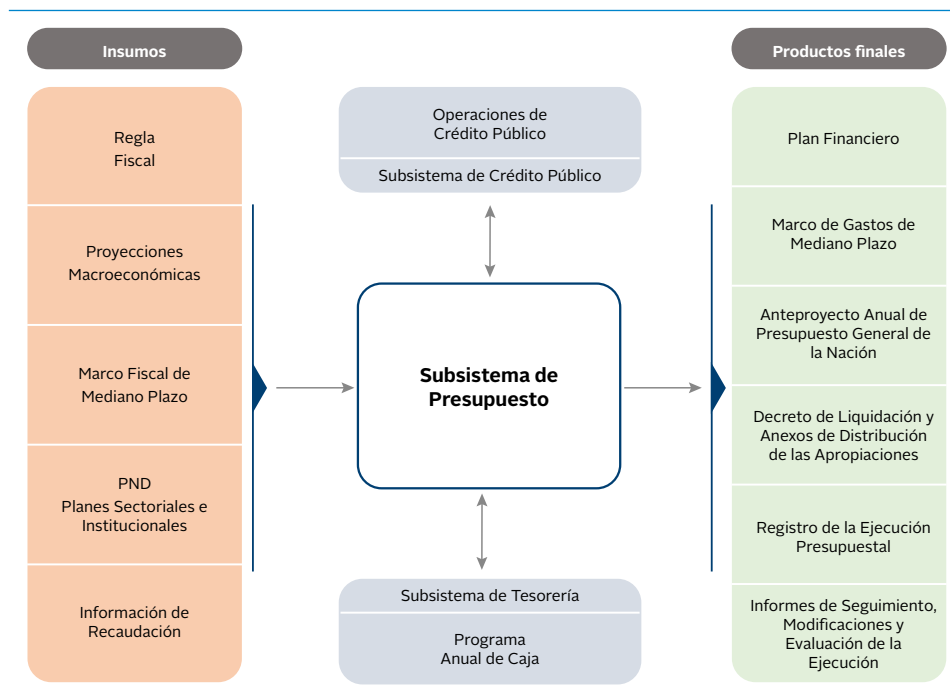 Insumos
Regla
Fiscal
Proyecciones
Macroeconómicas
Marco Fiscal de
Mediano Plazo
PND
Planes Sectoriales e
Institucionales
Información de
Recaudación
Operaciones de
Crédito Público
Subsistema de Crédito Público
Subsistema de
Presupuesto
Subsistema de Tesorería
Programa
Anual de Caja
Productos finales
Plan Financiero
Marco de Gastos de
Mediano Plazo
Anteproyecto Anual de
Presupuesto General de
la Nación
Decreto de Liquidación y
Anexos de Distribución
de las Apropiaciones
Registro de la Ejecución
Presupuestal
Informes de Seguimiento,
Modificaciones y
Evaluación de la
Ejecución